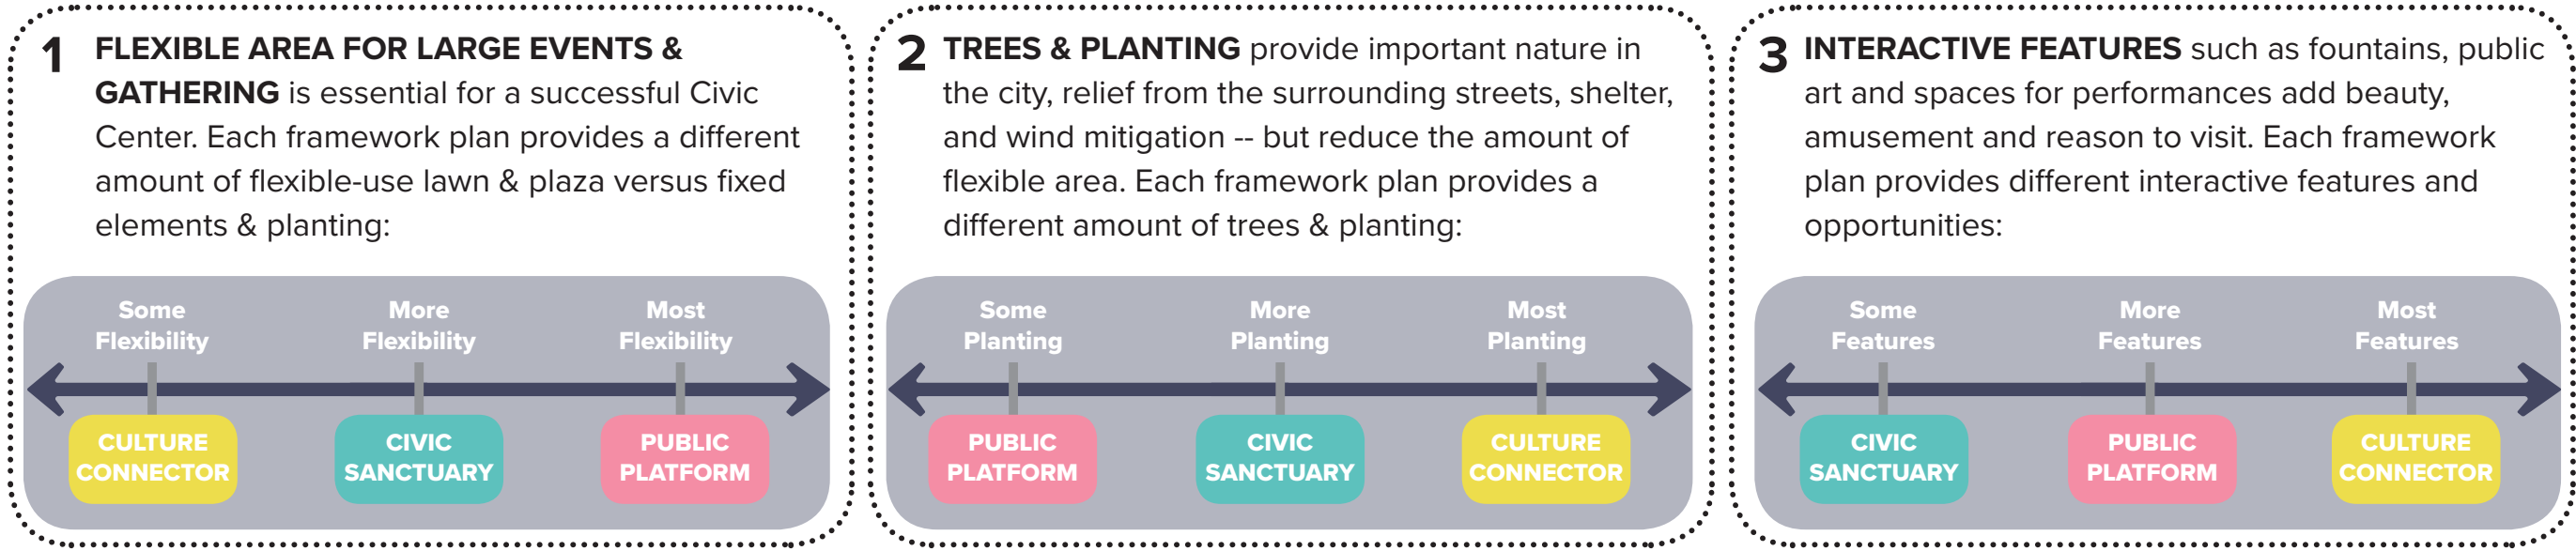 1 FLEXIBLE AREA FOR LARGE EVENTS &
GATHERING is essential for a successful Civic
Center. Each framework plan provides a different
amount of flexible-use lawn & plaza versus fixed
elements & planting:
Some
Flexibility
More
Flexibility
Most
Flexibility
CULTURE
CONNECTOR
CIVIC
SANCTUARY
PUBLIC
PLATFORM
2 TREES & PLANTING provide important nature in
the city, relief from the surrounding streets, shelter,
and wind mitigation -- but reduce the amount of
flexible area. Each framework plan provides a
different amount of trees & planting:
Some
Planting
More
Planting
Most
Planting
PUBLIC
PLATFORM
CIVIC
SANCTUARY
CULTURE
CONNECTOR
3 INTERACTIVE FEATURES such as fountains, public
art and spaces for performances add beauty,
amusement and reason to visit. Each framework
plan provides different interactive features and
opportunities:
Some
Features
More
Features
Most
Features
CIVIC
SANCTUARY
PUBLIC
PLATFORM
CULTURE
CONNECTOR